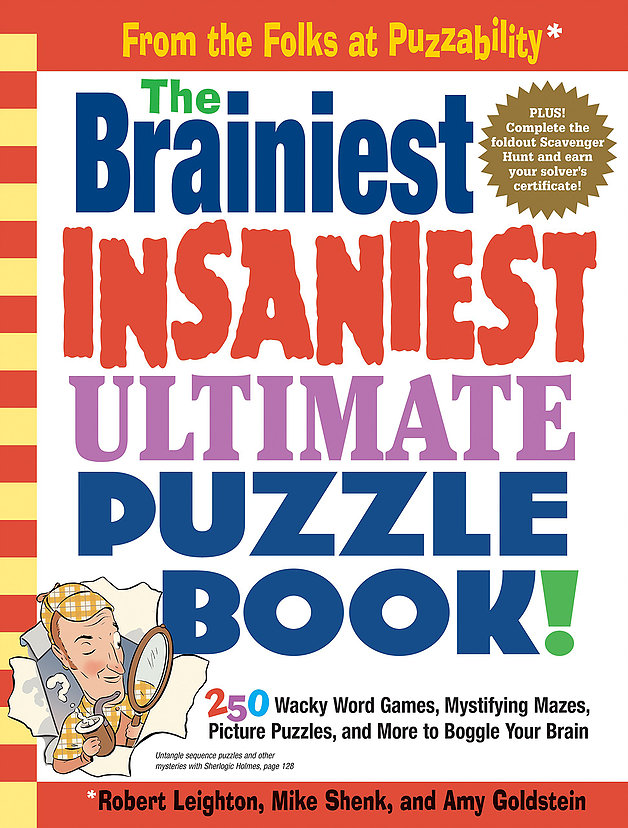 From the Folks at Puzzability*
The
Brainiest
PLUS!
Complete the
foldout Scavenger
Hunt and earn
your solver's
certificate!
INSANIEST
ULTIMATE
PUZZLE
BOOK!
?
250 Wacky Word Games, Mystifying Mazes,
Picture Puzzles, and More to Boggle Your Brain
Untangle sequence puzzles and other
mysteries with Sherlogic Holmes, page 128
*Robert Leighton, Mike Shenk, and Amy Goldstein